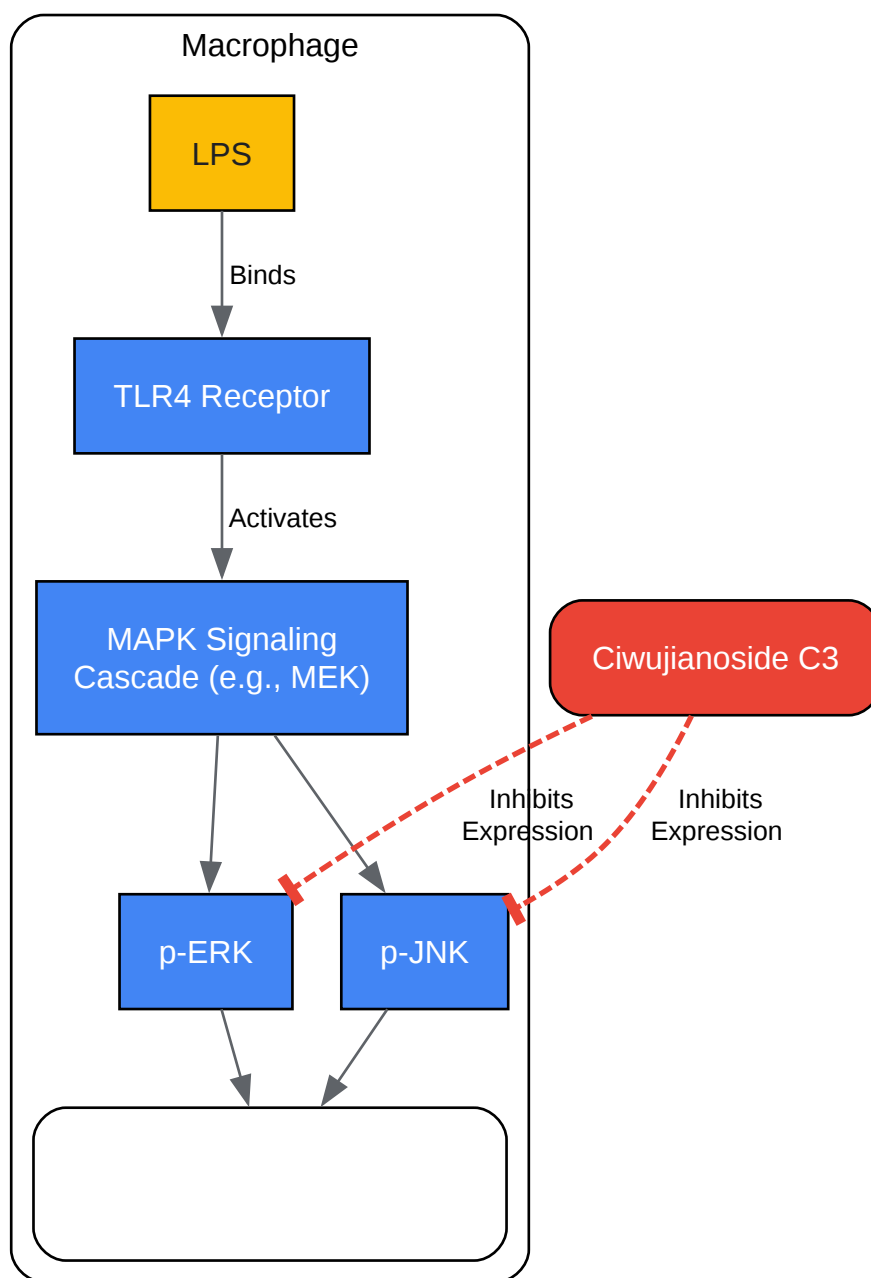 Macrophage
LPS
Binds
TLR4 Receptor
Activates
MAPK Signaling
Cascade (e.g., MEK)
Ciwujianoside C3
Inhibits
Expression
Inhibits
Expression
p-ERK
p-JNK